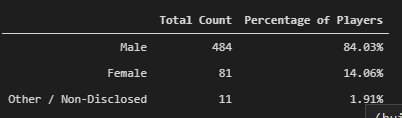 Total Count Percentage of Players
Male 484 84.03%
Female 81 14.06%
Other / Non-Disclosed 11 1.91%